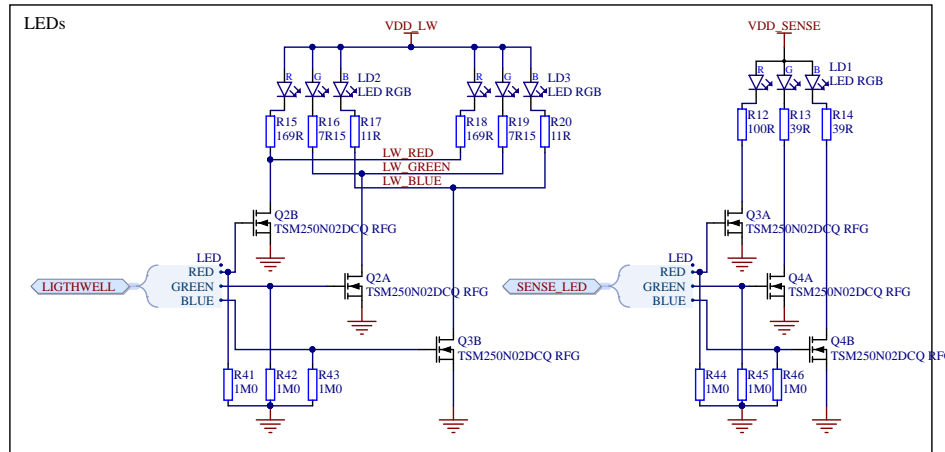 LEDs
VDD_LW
VDD_SENSE
R G B
LD2
LED RGB
R G B
LD3
LED RGB
R G B
LD1
LED RGB
R15
169R
R16
7R15
R17
11R
R18
169R
R19
7R15
R20
11R
R12
100R
R13
39R
R14
39R
LW_RED
LW_GREEN
LW_BLUE
Q2B
TSM250N02DCQ RFG
Q3A
TSM250N02DCQ RFG
LED
RED
GREEN
BLUE
LIGTHWELL
Q2A
TSM250N02DCQ RFG
LED
RED
GREEN
BLUE
SENSE_LED
Q4A
TSM250N02DCQ RFG
Q3B
TSM250N02DCQ RFG
Q4B
TSM250N02DCQ RFG
R41
1M0
R42
1M0
R43
1M0
R44
1M0
R45
1M0
R46
1M0